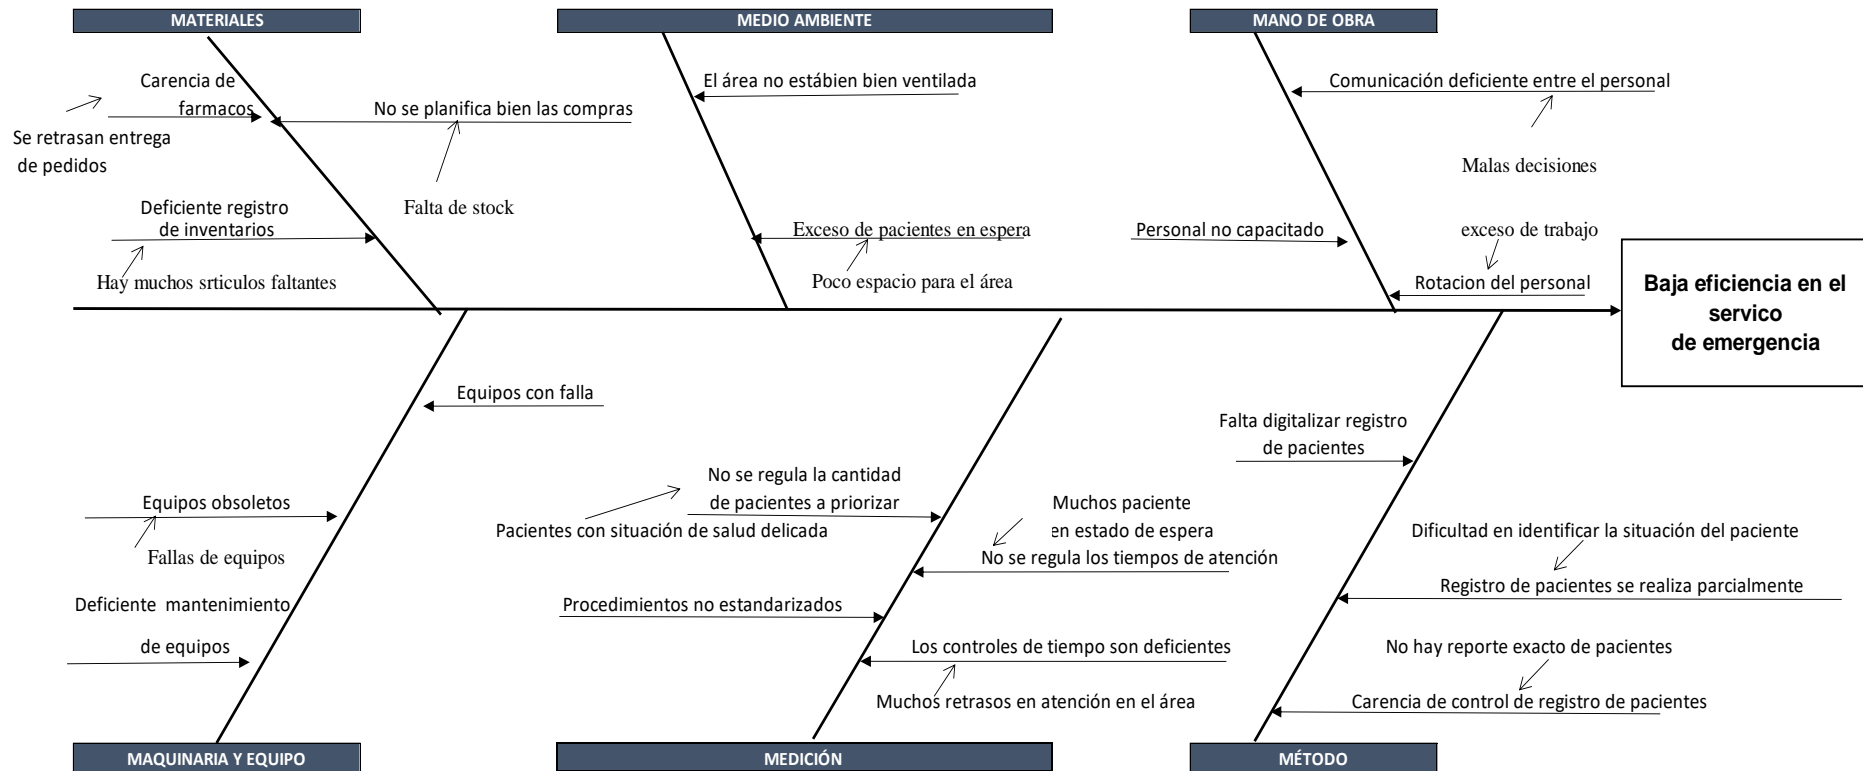 MATERIALES
MEDIO AMBIENTE
MANO DE OBRA
Carencia de
farmacos
Se retrasan entrega
de pedidos
No se planifica bien las compras
Falta de stock
Deficiente registro
de inventarios
Hay muchos srticulos faltantes
El área no estábien bien ventilada
Exceso de pacientes en espera
Poco espacio para el área
Comunicación deficiente entre el personal
Malas decisiones
Personal no capacitado
exceso de trabajo
Rotacion del personal
Baja eficiencia en el
servico
de emergencia
Equipos con falla
Equipos obsoletos
Fallas de equipos
Deficiente mantenimiento
de equipos
No se regula la cantidad
de pacientes a priorizar
Pacientes con situación de salud delicada
Muchos paciente
en estado de espera
No se regula los tiempos de atención
Procedimientos no estandarizados
Los controles de tiempo son deficientes
Muchos retrasos en atención en el área
Falta digitalizar registro
de pacientes
Dificultad en identificar la situación del paciente
Registro de pacientes se realiza parcialmente
No hay reporte exacto de pacientes
Carencia de control de registro de pacientes
MAQUINARIA Y EQUIPO
MEDICIÓN
MÉTODO